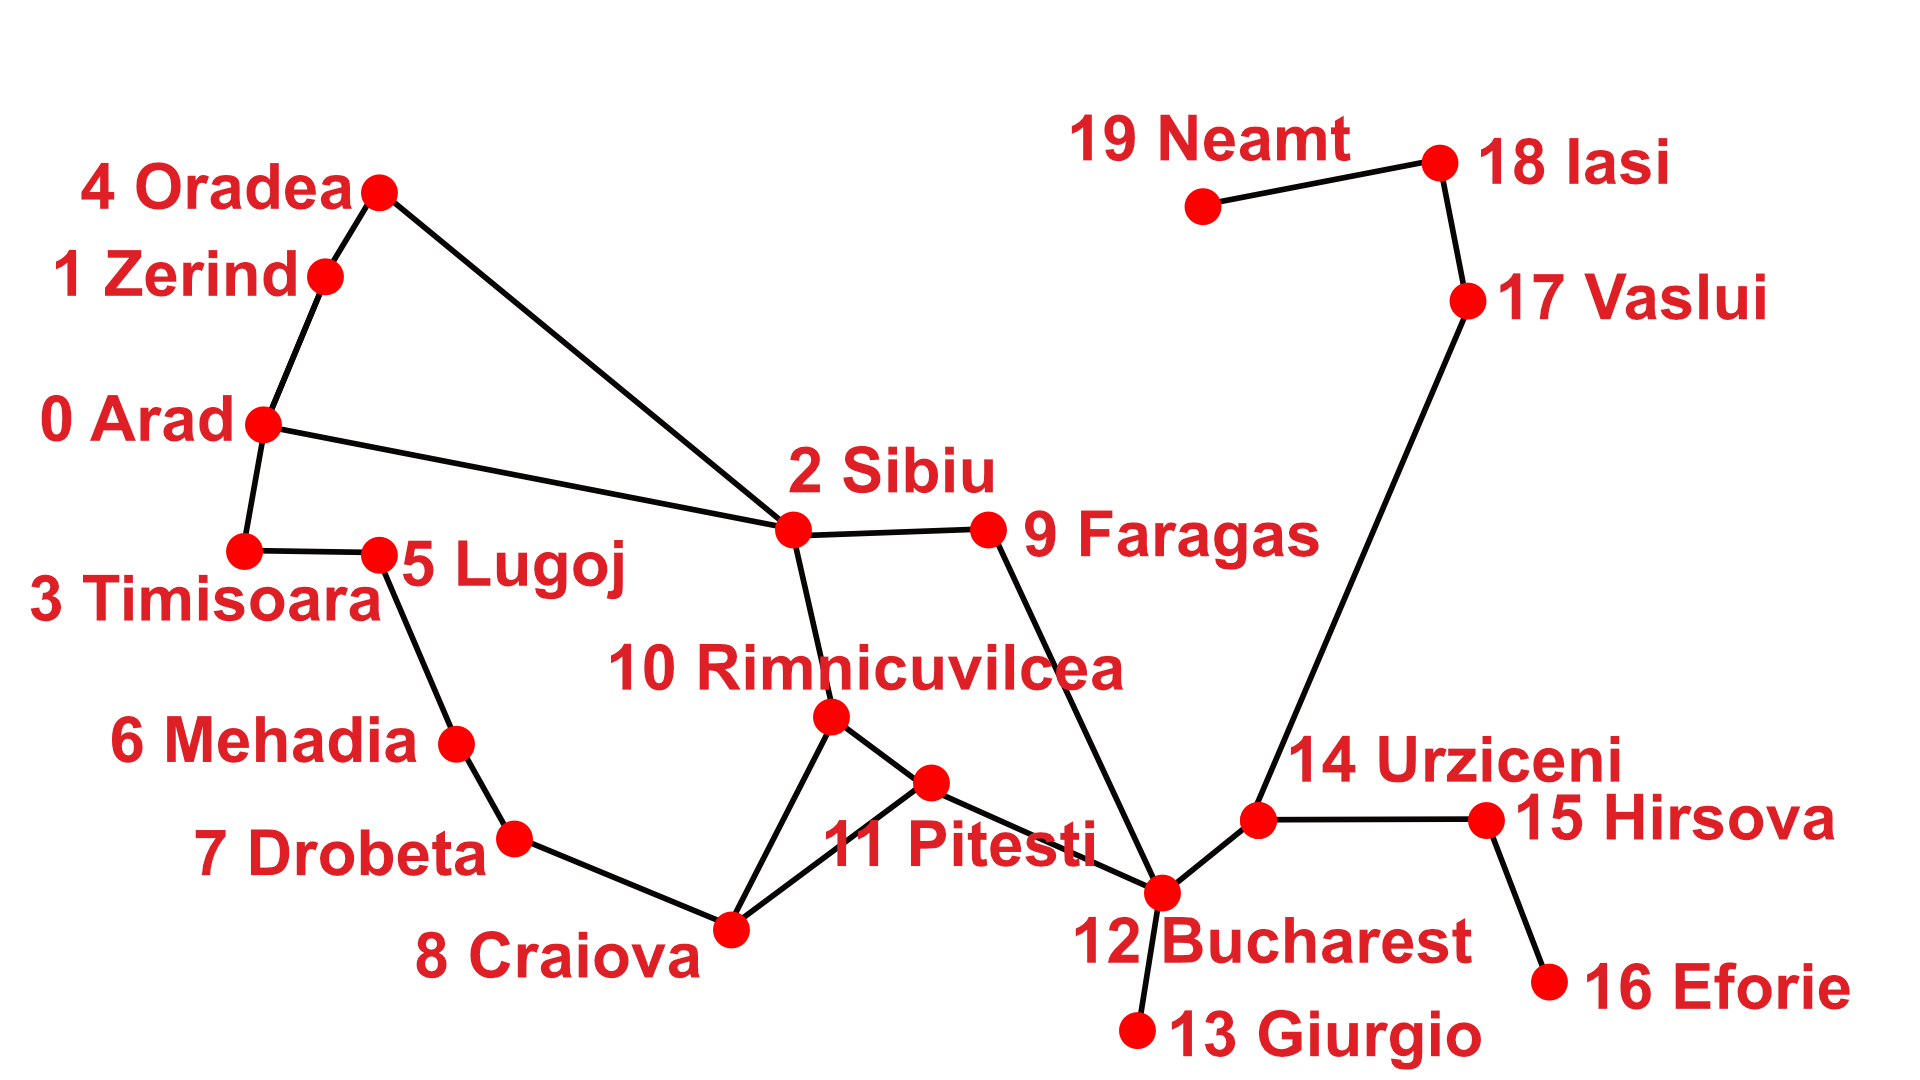 19 Neamt
18 Iasi
4 Oradea
1 Zerind
17 Vaslui
0 Arad
2 Sibiu
9 Faragas
5 Lugoj
3 Timisoara
10 Rimnicuvilcea
6 Mehadia
14 Urziceni
15 Hirsova
11 Pitesti
7 Drobeta
12 Bucharest
8 Craiova
16 Eforie
13 Giurgio